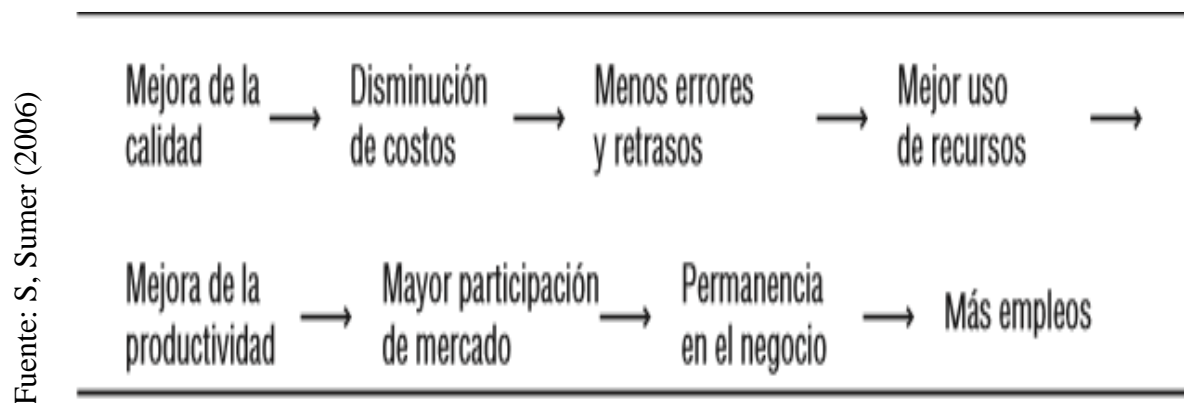 Mejora de la → Disminución → Menos errores → Mejor uso →
calidad de costos y retrasos de recursos
Mejora de la → Mayor participación → Permanencia → Más empleos
productividad de mercado en el negocio
Fuente: S, Sumer (2006)